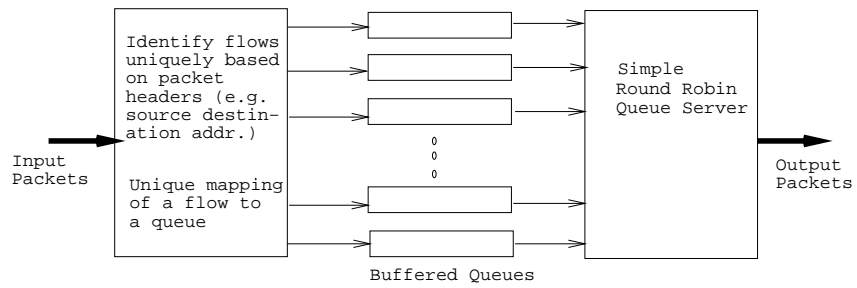 Identify flows
uniquely based
on packet
headers (e.g.
source destin-
ation addr.)
Unique mapping
of a flow to
a queue
Input
Packets
Buffered Queues
Simple
Round Robin
Queue Server
Output
Packets